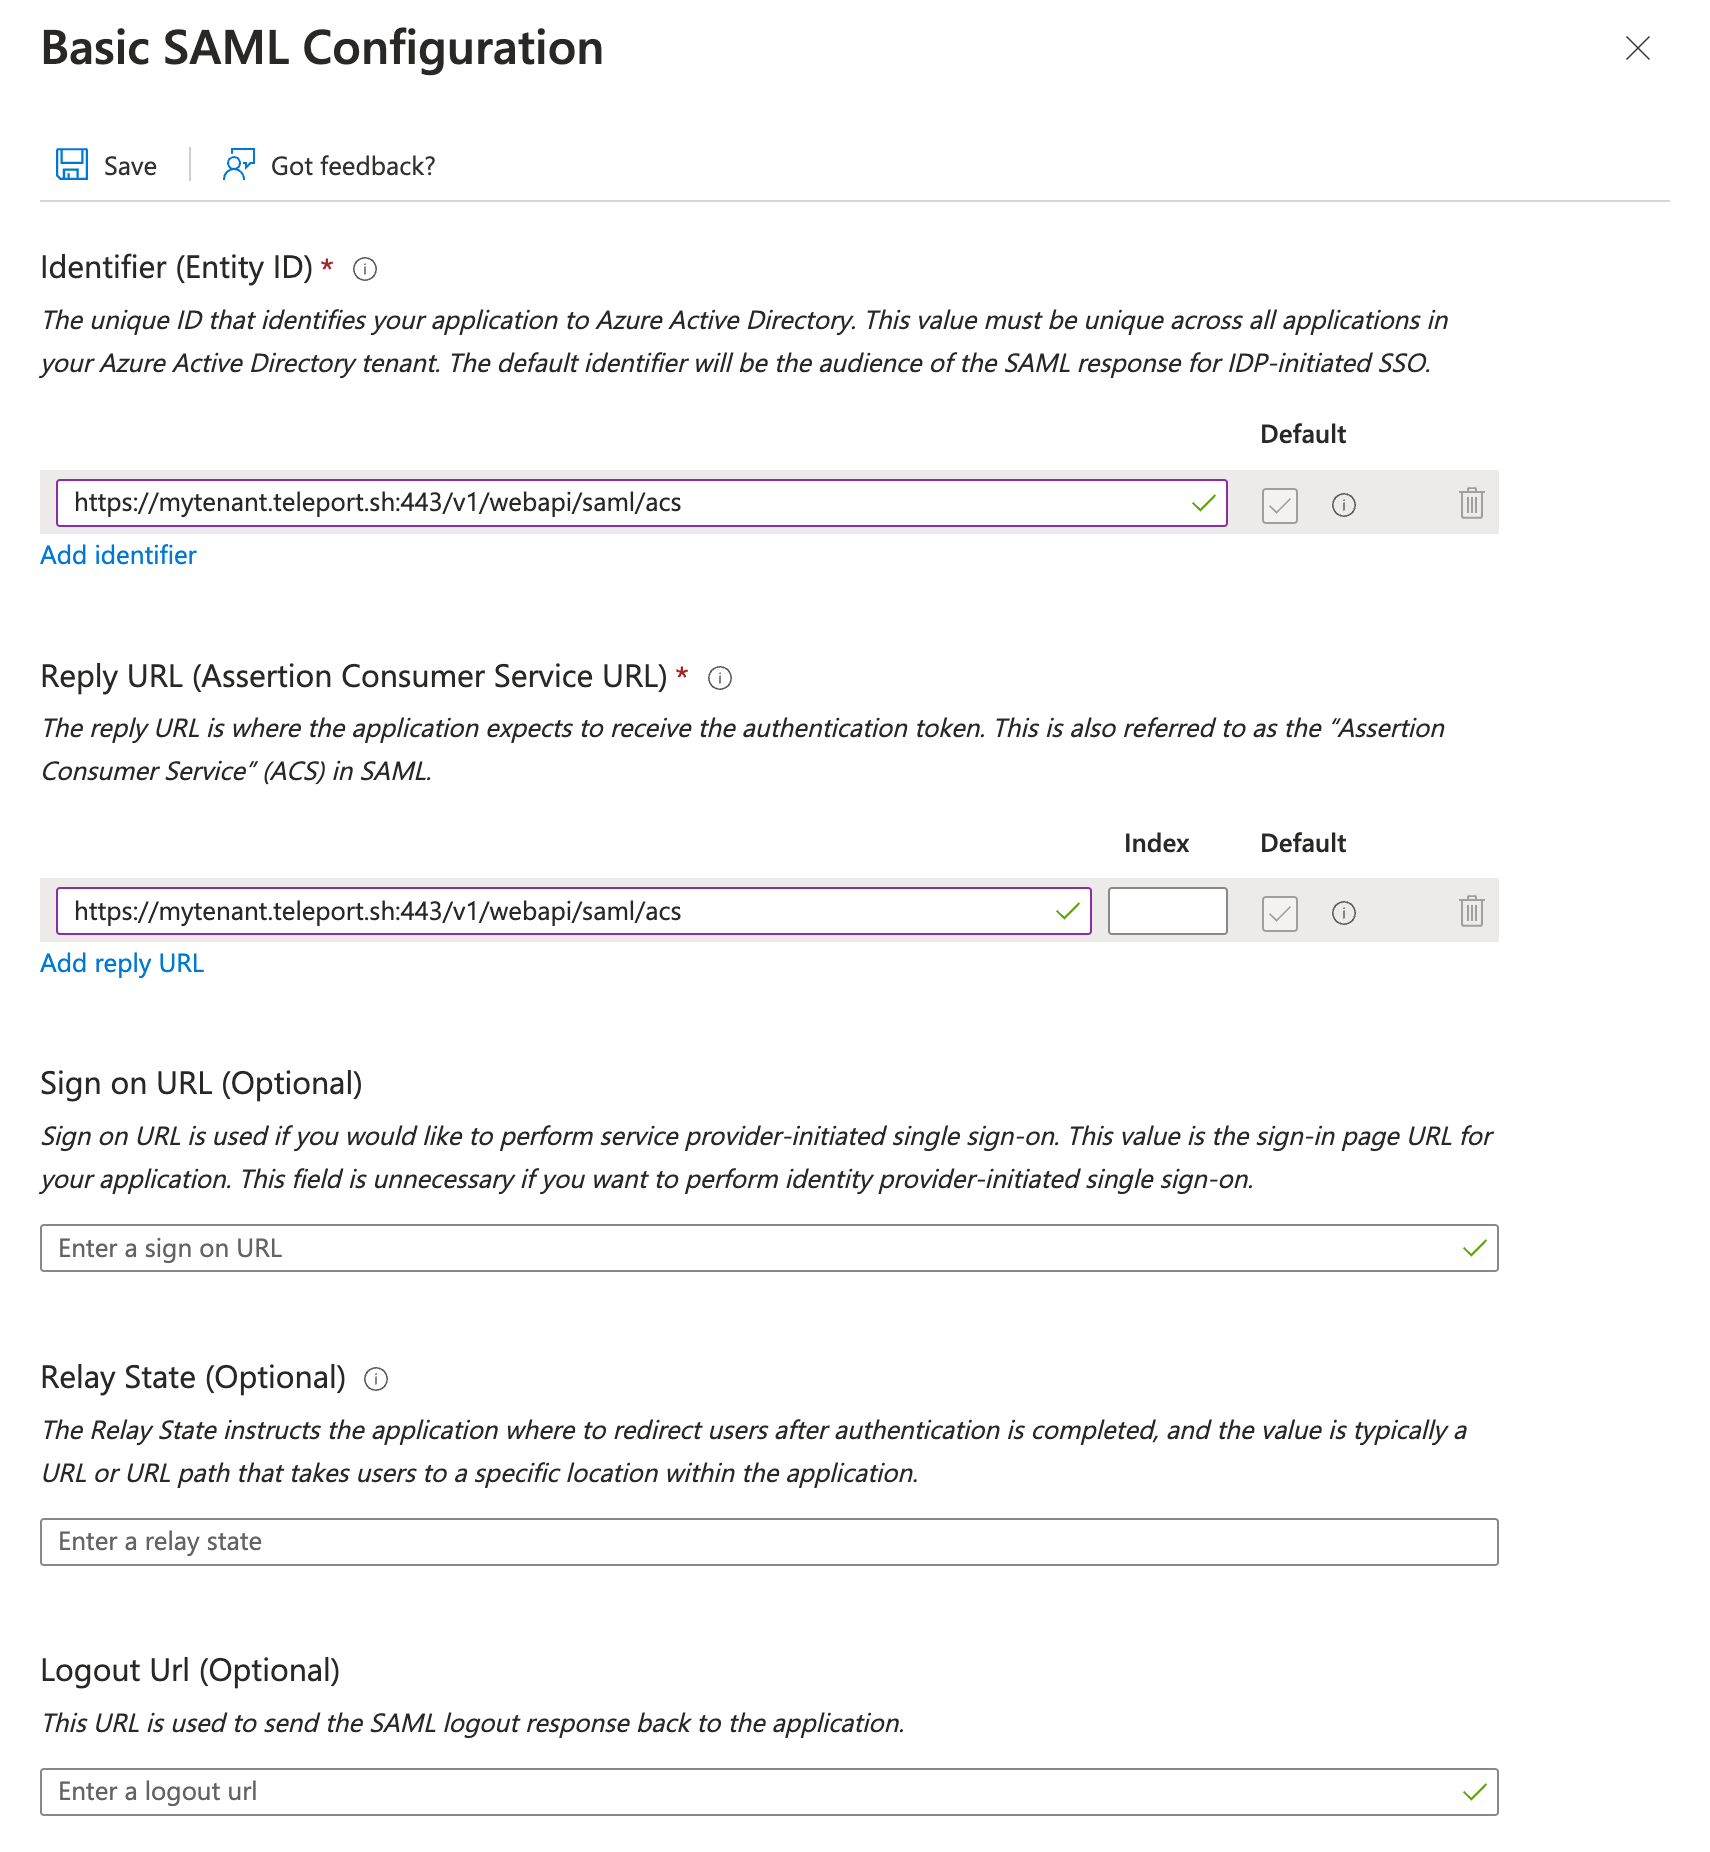 Basic SAML Configuration
Save
Got feedback?
Identifier (Entity ID) *
The unique ID that identifies your application to Azure Active Directory. This value must be unique across all applications in
your Azure Active Directory tenant. The default identifier will be the audience of the SAML response for IDP-initiated SSO.
Default
https://mytenant.teleport.sh:443/v1/webapi/saml/acs
Add identifier
Reply URL (Assertion Consumer Service URL) *
The reply URL is where the application expects to receive the authentication token. This is also referred to as the “Assertion
Consumer Service” (ACS) in SAML.
Index Default
https://mytenant.teleport.sh:443/v1/webapi/saml/acs
Add reply URL
Sign on URL (Optional)
Sign on URL is used if you would like to perform service provider-initiated single sign-on. This value is the sign-in page URL for
your application. This field is unnecessary if you want to perform identity provider-initiated single sign-on.
Enter a sign on URL
Relay State (Optional)
The Relay State instructs the application where to redirect users after authentication is completed, and the value is typically a
URL or URL path that takes users to a specific location within the application.
Enter a relay state
Logout Url (Optional)
This URL is used to send the SAML logout response back to the application.
Enter a logout url